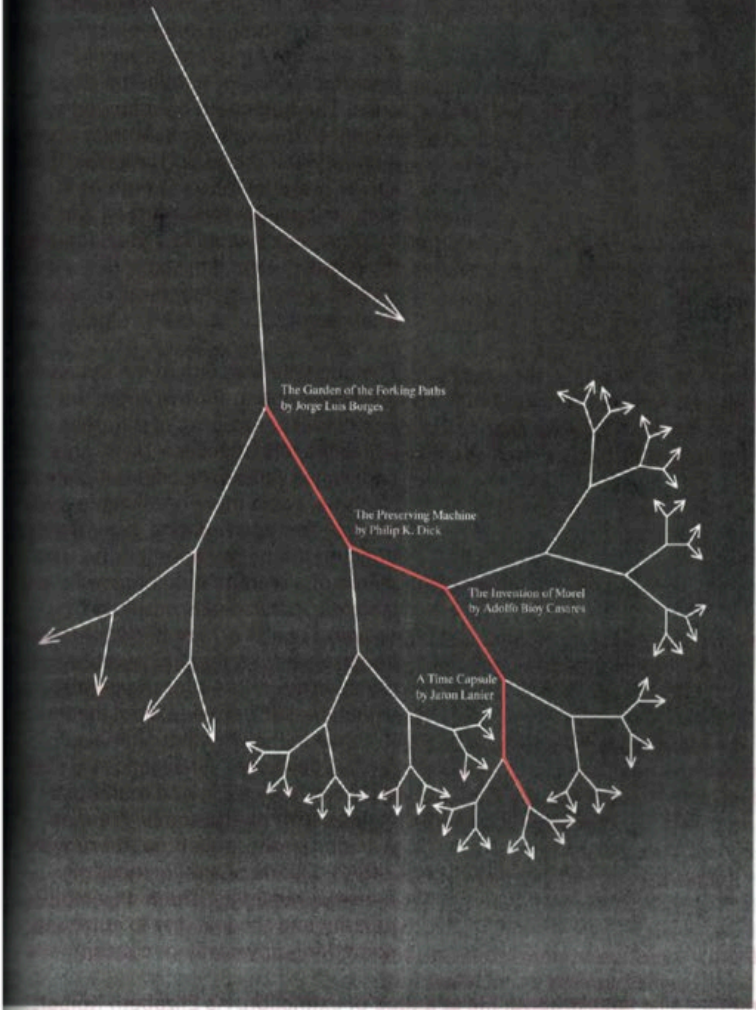 The Garden of the Forking Paths
by Jorge Luis Borges
The Preserving Machine
by Philip K. Dick
The Invention of Morel
by Adolfo Bioy Casares
A Time Capsule
by Jaron Lanier